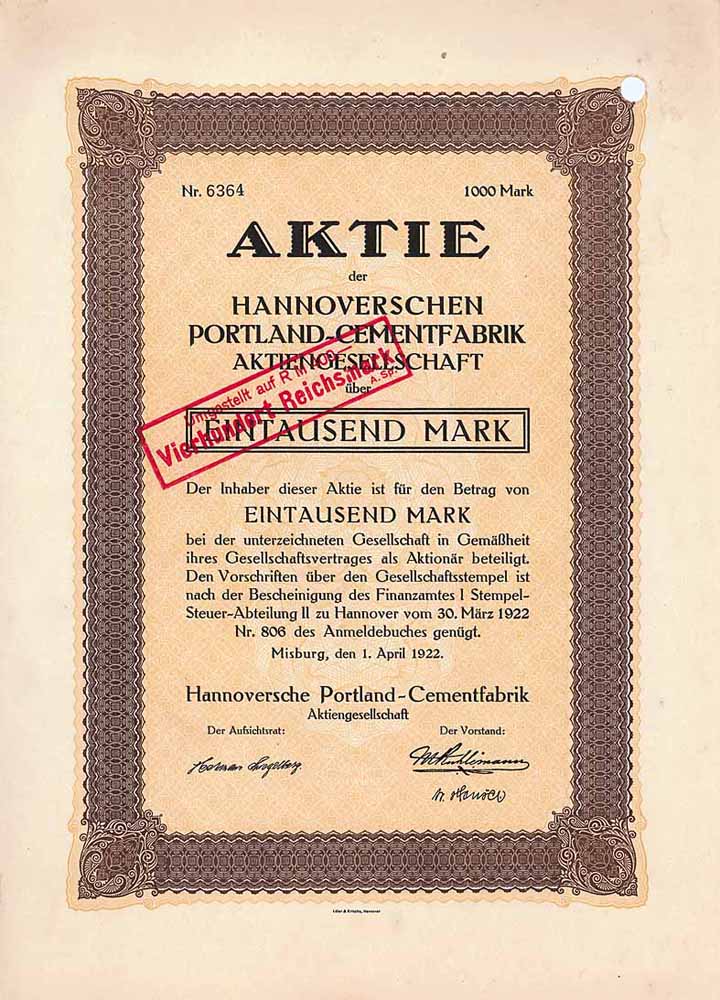 Nr. 6364 1000 Mark
AKTIE
der
HANNOVERSCHEN
PORTLAND-CEMENTFABRIK
AKTIENGESELLSCHAFT
über
Umgestellt auf RM 400.-
Vierhundert Reichsmark
A. Sp.
EINTAUSEND MARK
Der Inhaber dieser Aktie ist für den Betrag von
EINTAUSEND MARK
bei der unterzeichneten Gesellschaft in Gemäßheit
ihres Gesellschaftsvertrages als Aktionär beteiligt.
Den Vorschriften über den Gesellschaftsstempel ist
nach der Bescheinigung des Finanzamtes I Stempel-
Steuer-Abteilung II zu Hannover vom 30. März 1922
Nr. 806 des Anmeldebuches genügt.
Misburg, den 1. April 1922.
Hannoversche Portland-Cementfabrik
Aktiengesellschaft
Der Aufsichtsrat: Der Vorstand:
Hannover